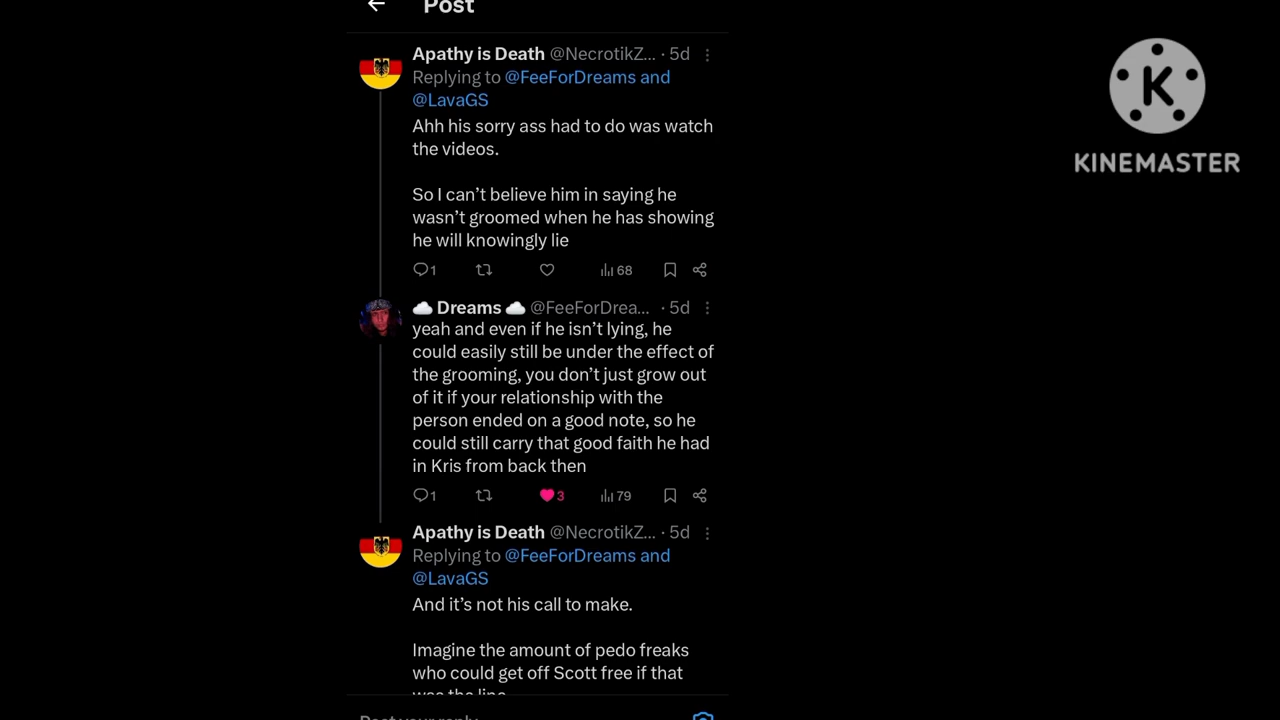 Post
Apathy is Death @NecrotikZ... · 5d
Replying to @FeeForDreams and
@LavaGS
Ahh his sorry ass had to do was watch
the videos.
So I can't believe him in saying he
wasn't groomed when he has showing
he will knowingly lie
1 68
☁️ Dreams ☁️ @FeeForDrea... · 5d
yeah and even if he isn't lying, he
could easily still be under the effect of
the grooming, you don't just grow out
of it if your relationship with the
person ended on a good note, so he
could still carry that good faith he had
in Kris from back then
1 3 79
Apathy is Death @NecrotikZ... · 5d
Replying to @FeeForDreams and
@LavaGS
And it's not his call to make.
Imagine the amount of pedo freaks
who could get off Scott free if that
was the line
Post your reply
K
KINEMASTER